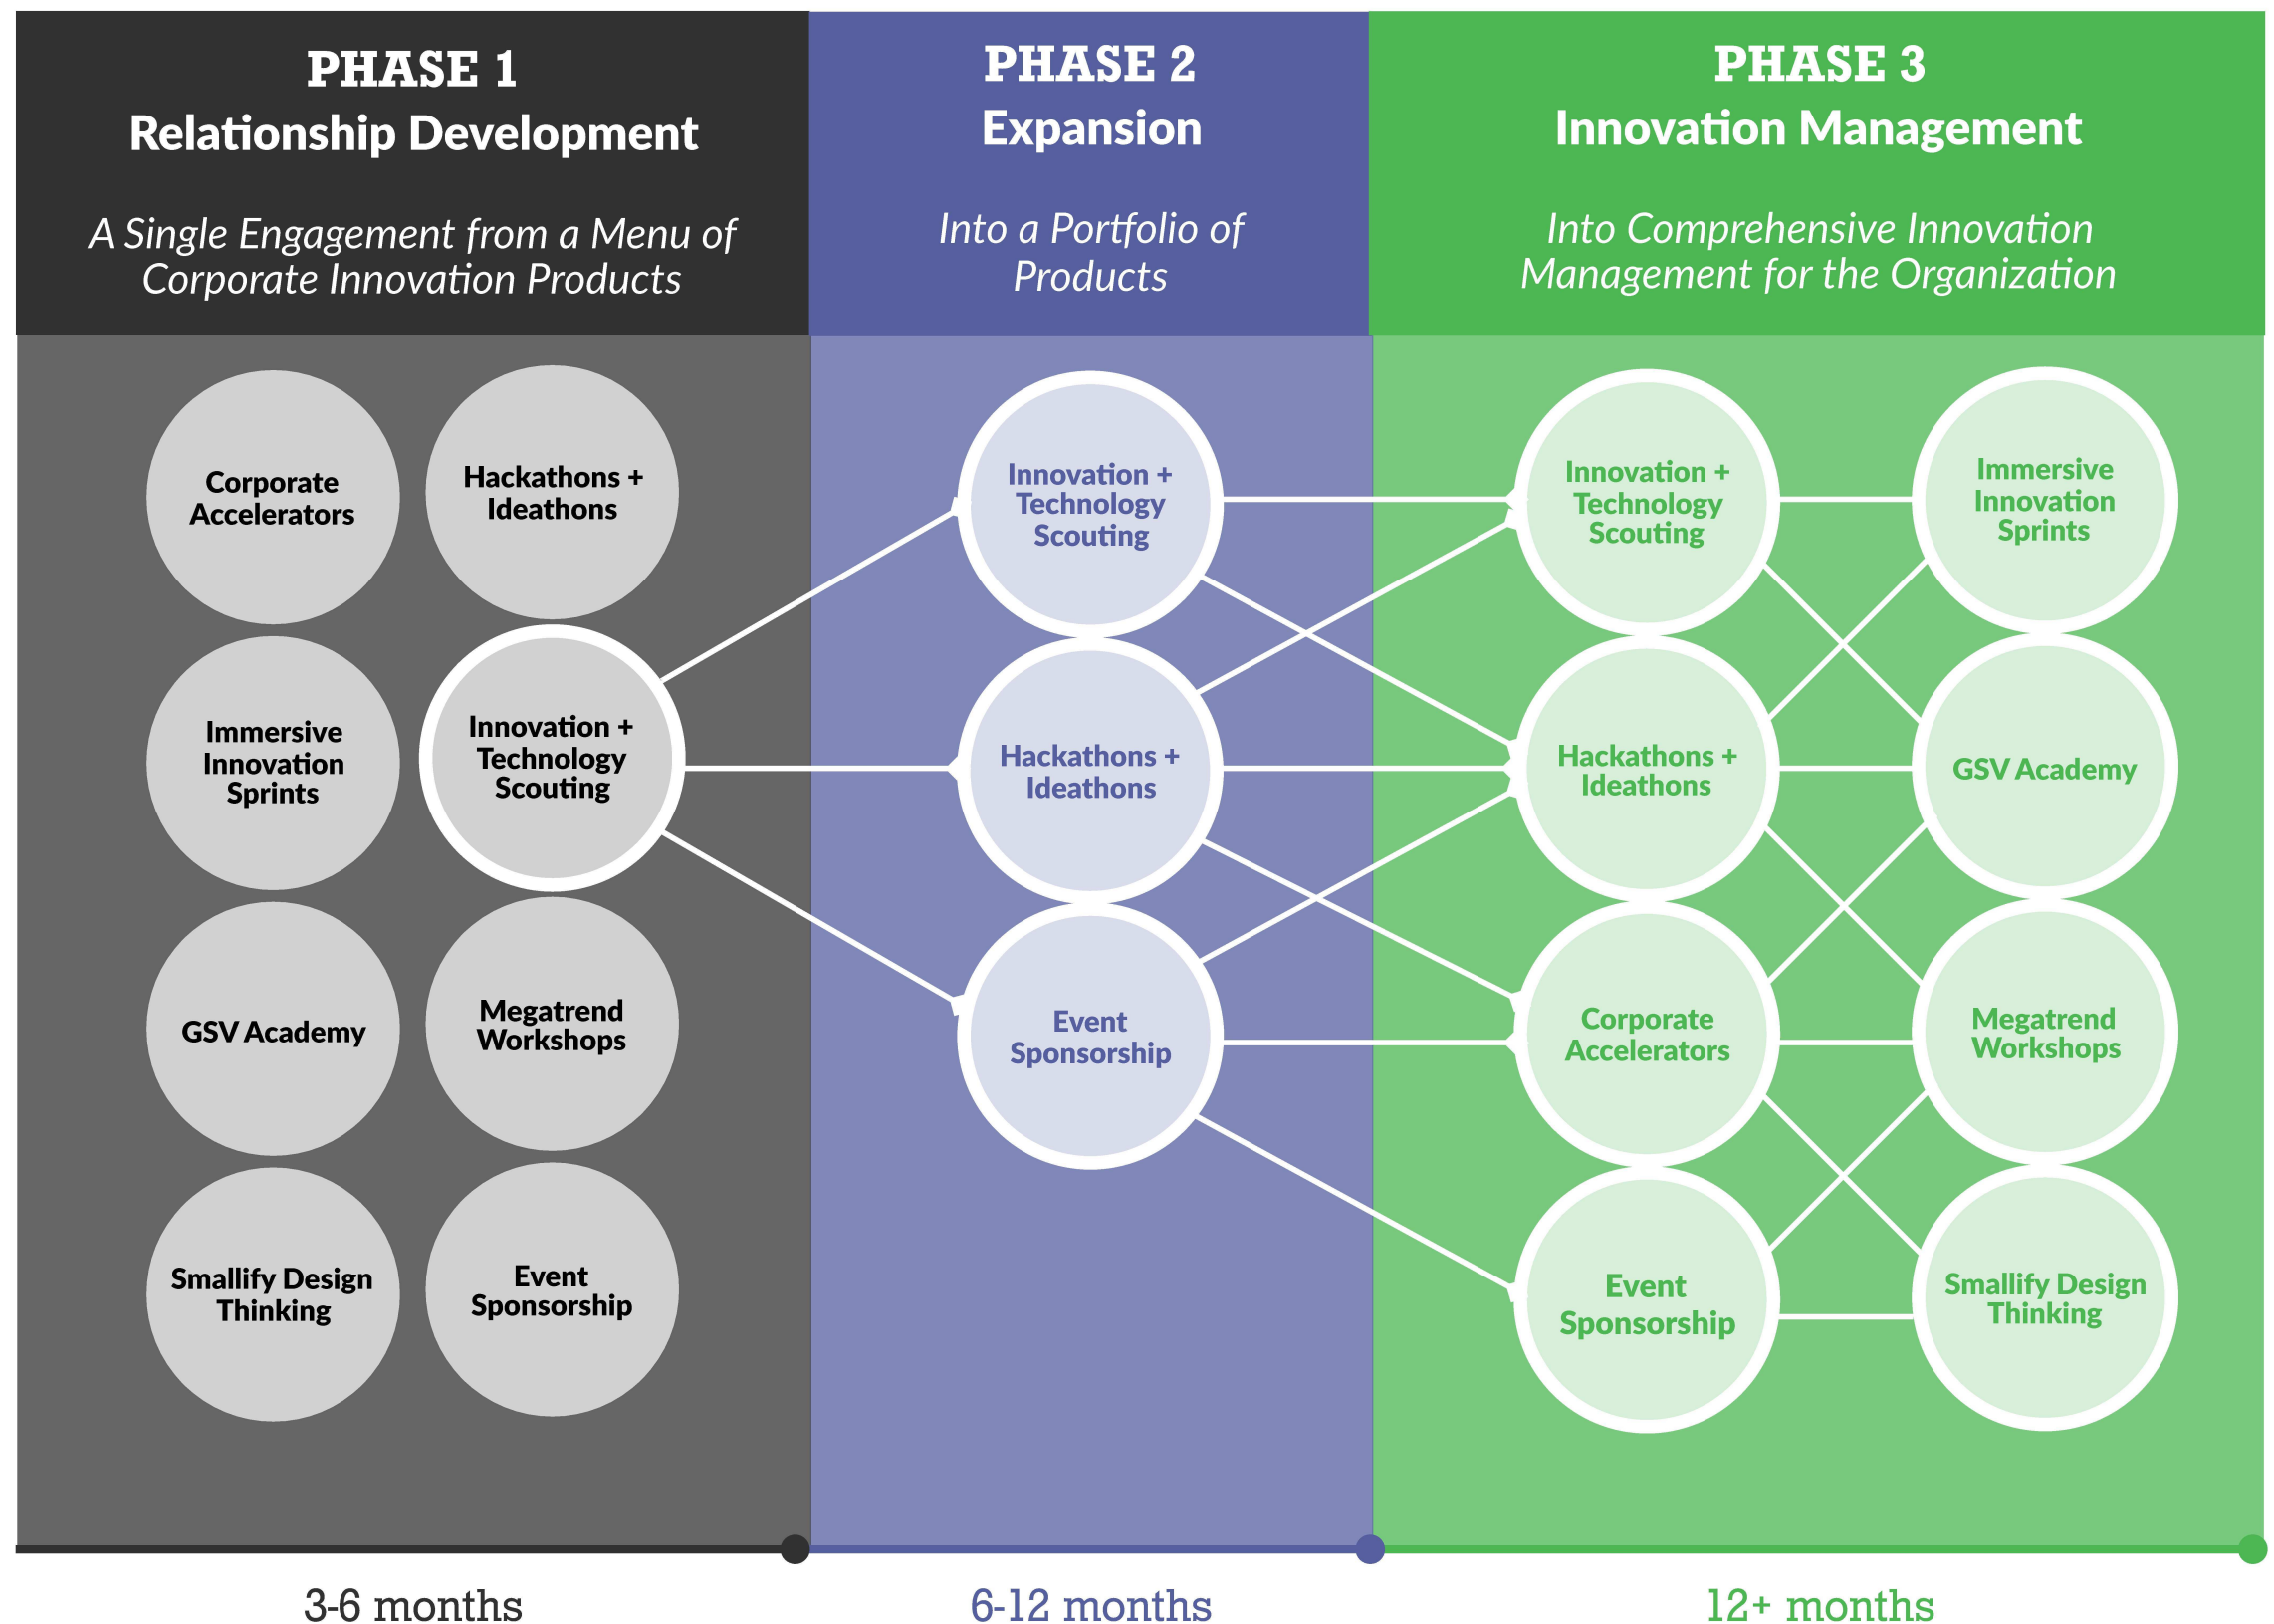 PHASE 1
Relationship Development
A Single Engagement from a Menu of
Corporate Innovation Products
PHASE 2
Expansion
Into a Portfolio of
Products
PHASE 3
Innovation Management
Into Comprehensive Innovation
Management for the Organization
Corporate
Accelerators
Hackathons +
Ideathons
Immersive
Innovation
Sprints
Innovation +
Technology
Scouting
GSV Academy
Megatrend
Workshops
Smallify Design
Thinking
Event
Sponsorship
Innovation +
Technology
Scouting
Hackathons +
Ideathons
Event
Sponsorship
Innovation +
Technology
Scouting
Immersive
Innovation
Sprints
Hackathons +
Ideathons
GSV Academy
Corporate
Accelerators
Megatrend
Workshops
Event
Sponsorship
Smallify Design
Thinking
3-6 months
6-12 months
12+ months